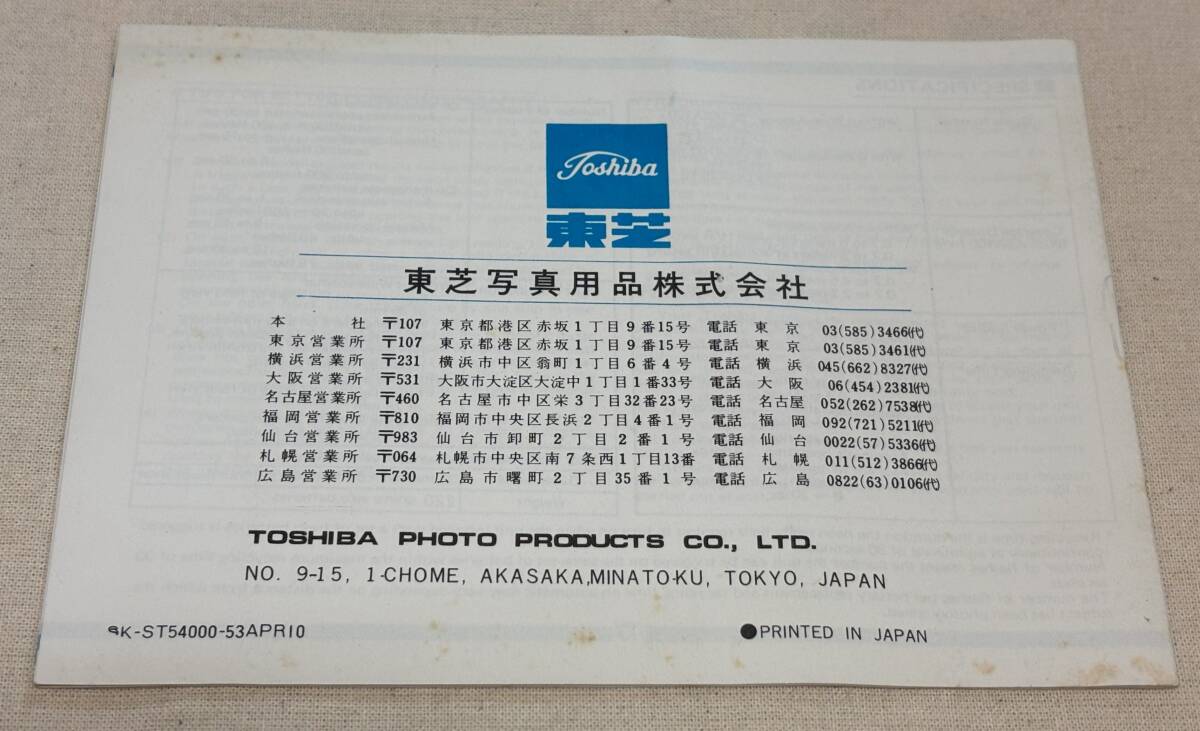 Toshiba
東芝
東芝写真用品株式会社
本社 〒107 東京都港区赤坂1丁目9番15号 電話 東京 03(585)3466(代)
東京営業所 〒107 東京都港区赤坂1丁目9番15号 電話 東京 03(585)3461(代)
横浜営業所 〒231 横浜市中区翁町1丁目6番4号 電話 横浜 045(662)8327(代)
大阪営業所 〒531 大阪市大淀区大淀中1丁目1番33号 電話 大阪 06(454)2381(代)
名古屋営業所 〒460 名古屋市中区栄3丁目32番23号 電話 名古屋 052(262)7538(代)
福岡営業所 〒810 福岡市中央区長浜2丁目4番1号 電話 福岡 092(721)5211(代)
仙台営業所 〒983 仙台市卸町2丁目2番1号 電話 仙台 0022(57)5336(代)
札幌営業所 〒064 札幌市中央区南7条西1丁目13番 電話 札幌 011(512)3866(代)
広島営業所 〒730 広島市曙町2丁目35番1号 電話 広島 0822(63)0106(代)
TOSHIBA PHOTO PRODUCTS CO., LTD.
NO. 9-15, 1-CHOME, AKASAKA,MINATO-KU, TOKYO, JAPAN
K-ST54000-53APR10 ●PRINTED IN JAPAN